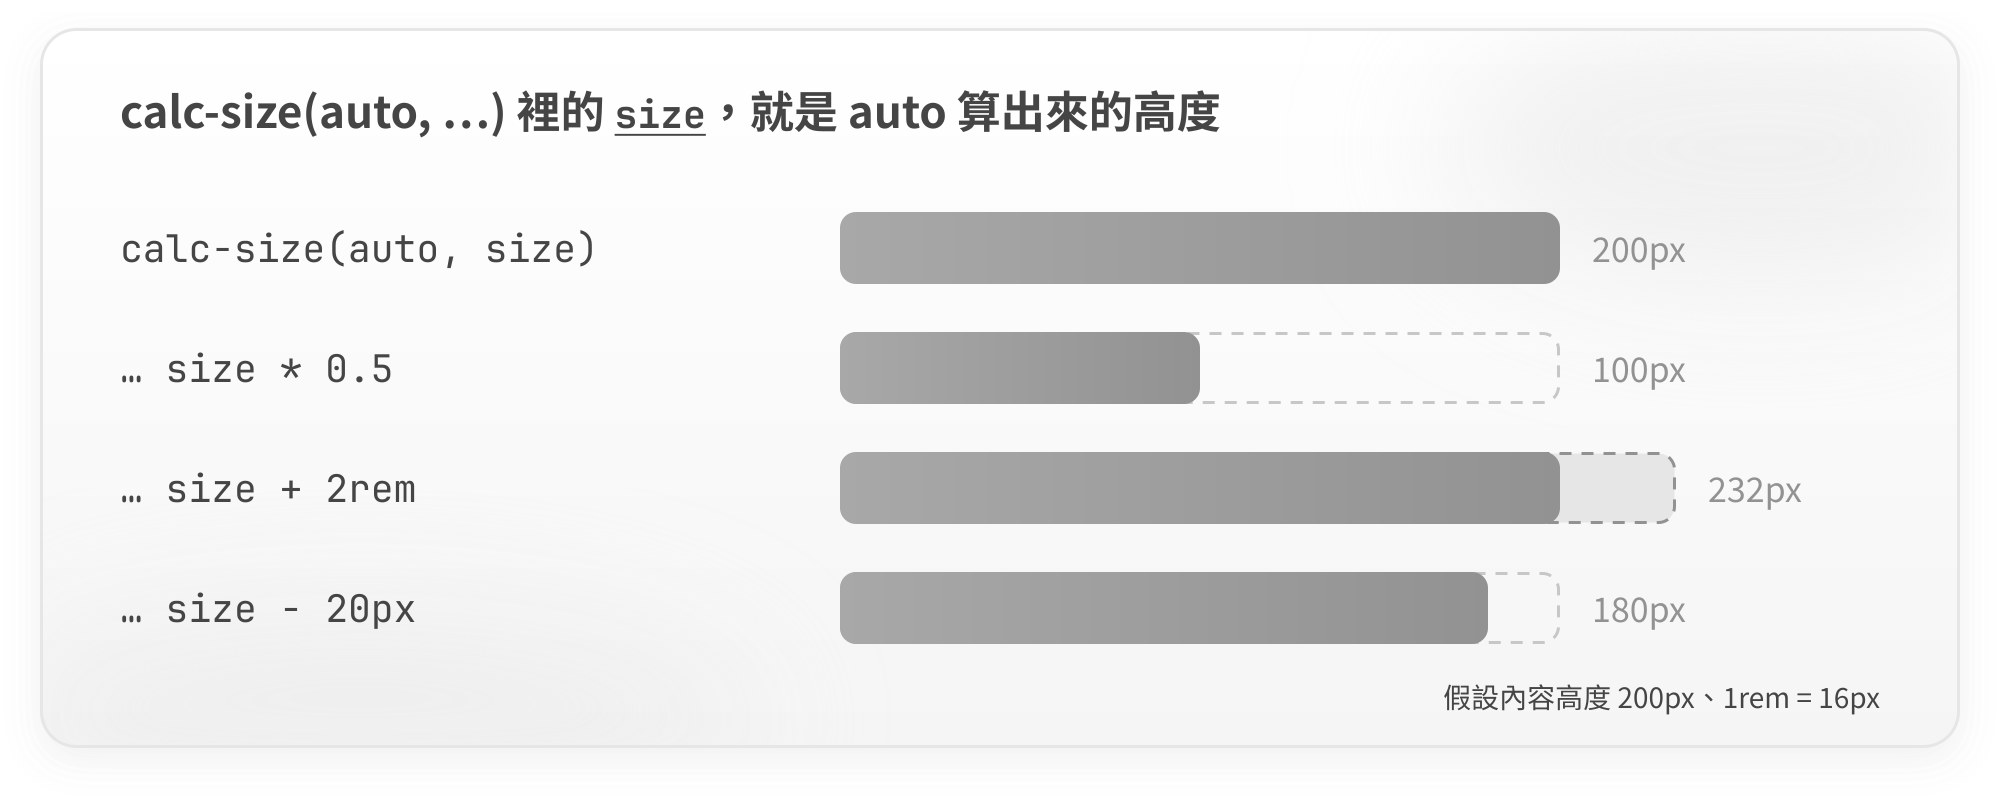 calc-size(auto, …) 裡的 size，就是 auto 算出來的高度
calc-size(auto, size) 200px
… size * 0.5 100px
… size + 2rem 232px
… size - 20px 180px
假設內容高度 200px、1rem = 16px